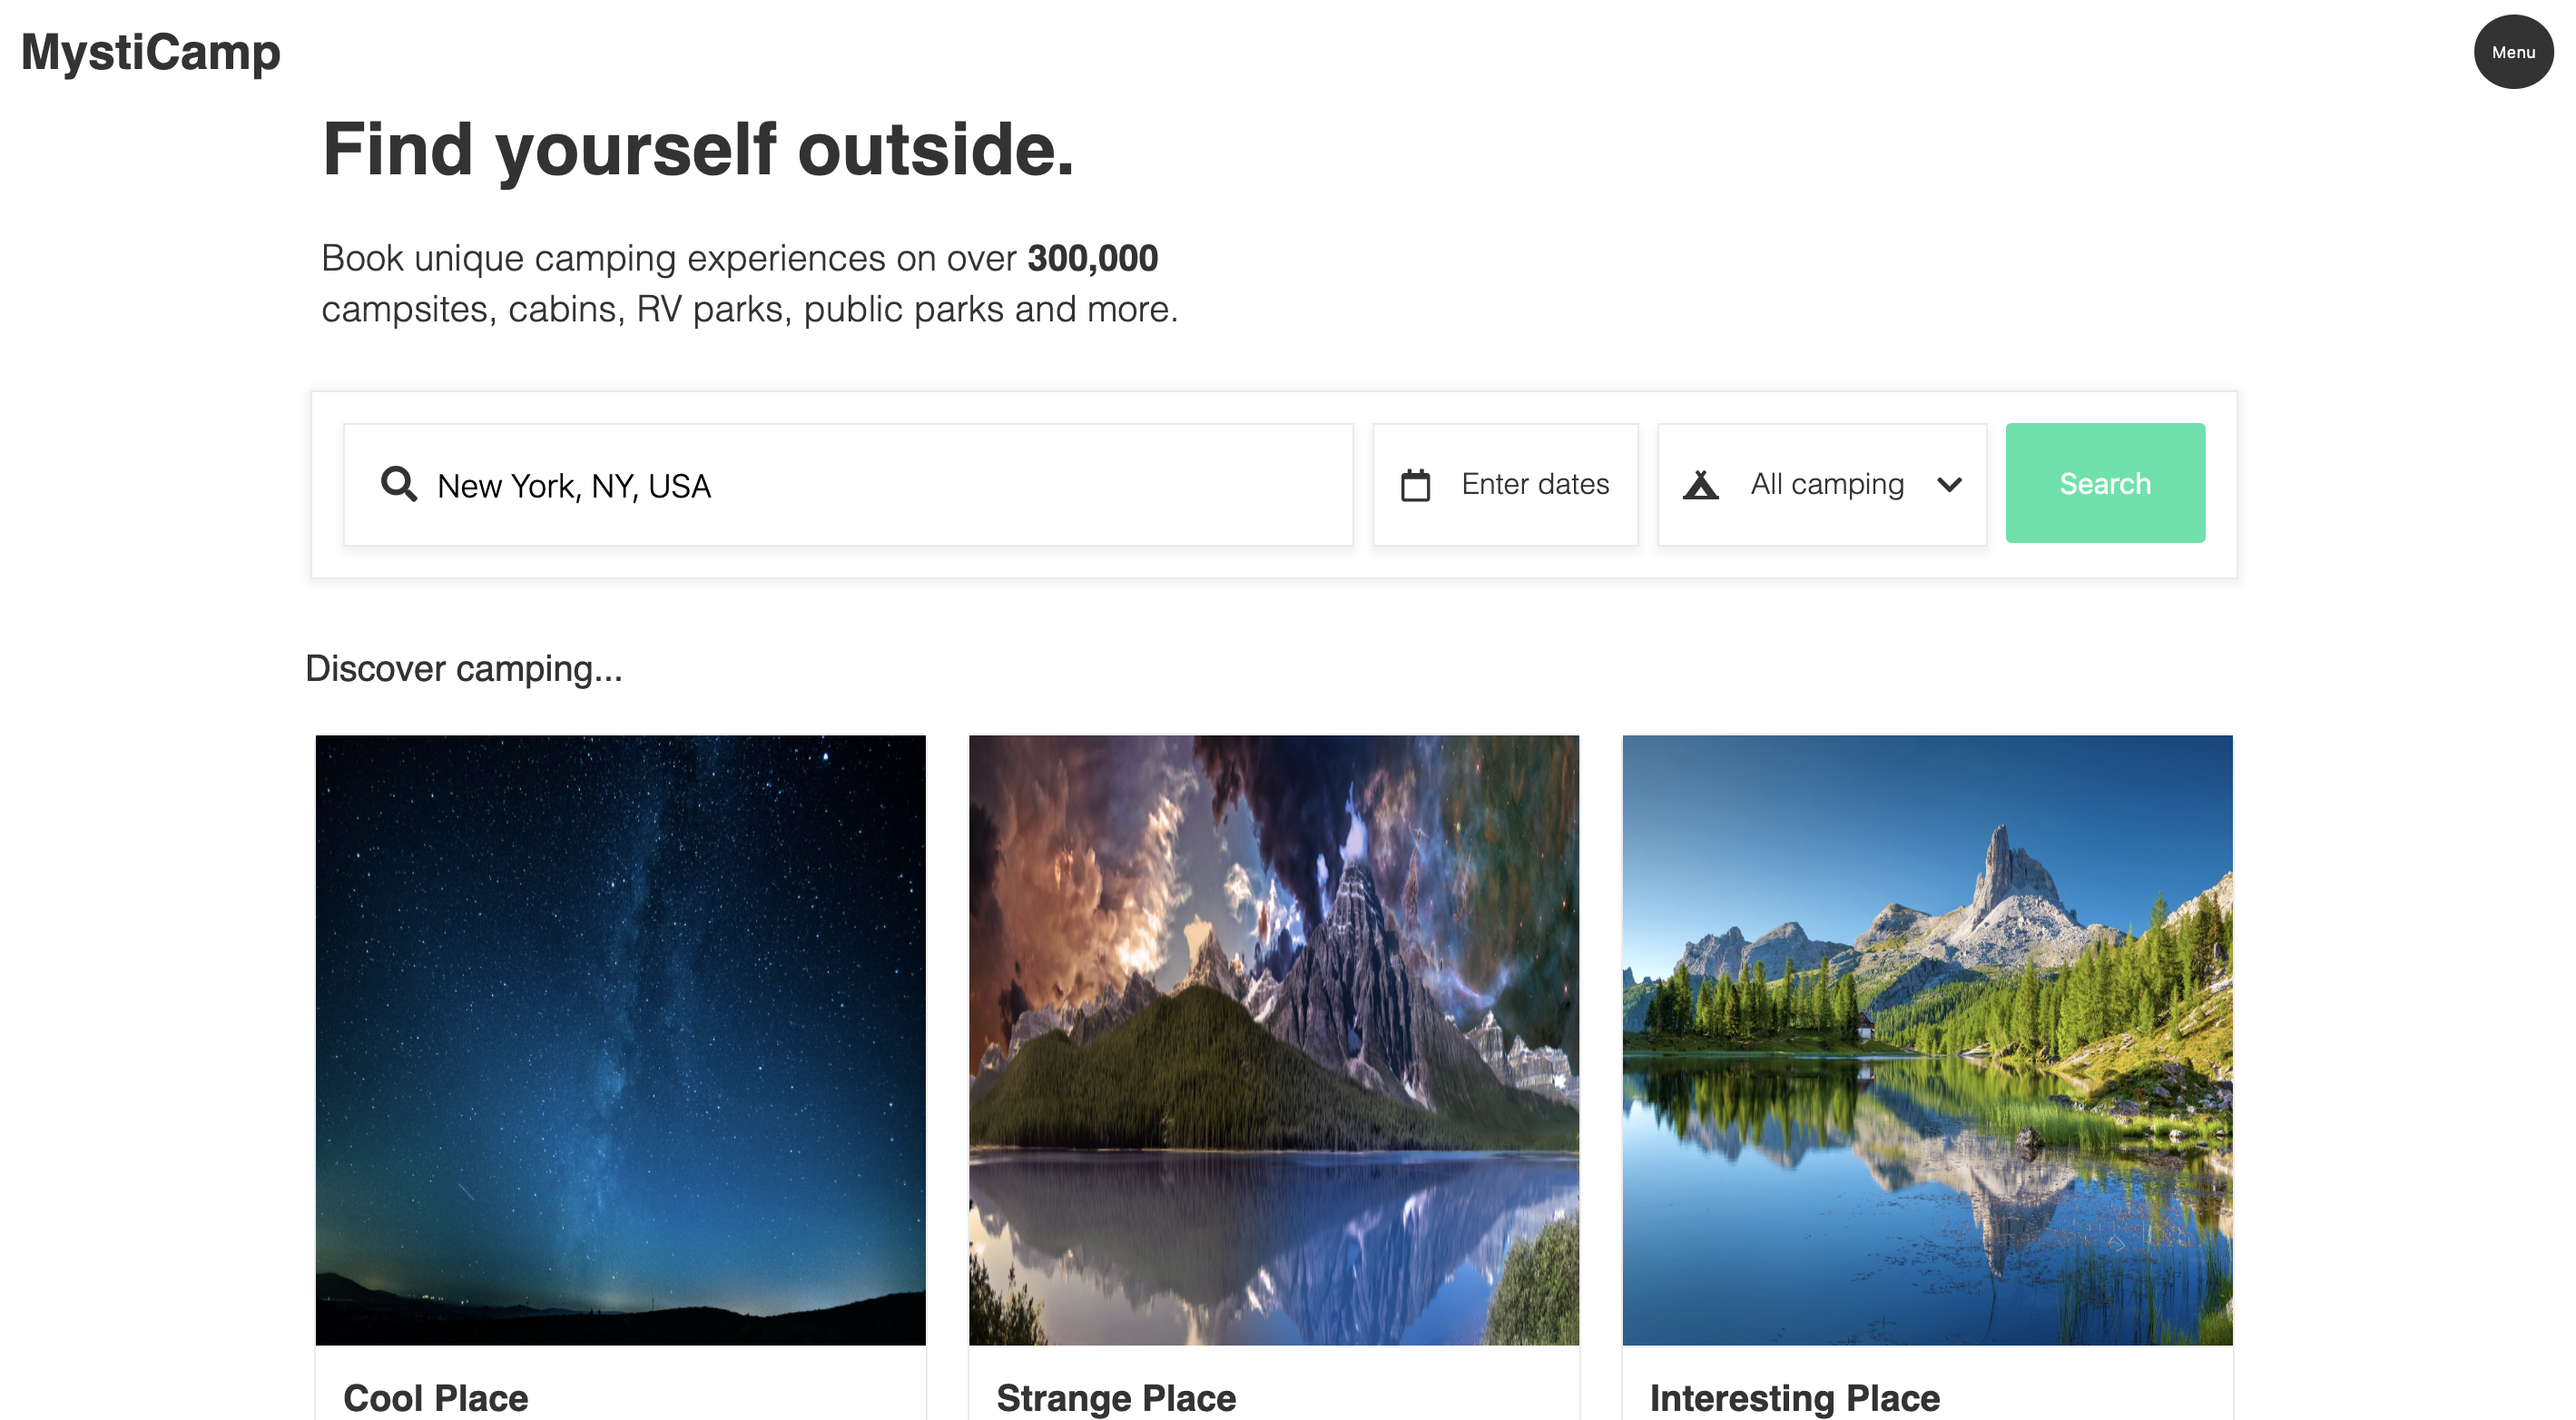 MystiCamp
Menu
Find yourself outside.
Book unique camping experiences on over 300,000
campsites, cabins, RV parks, public parks and more.
New York, NY, USA
Enter dates
All camping
Search
Discover camping...
Cool Place
Strange Place
Interesting Place